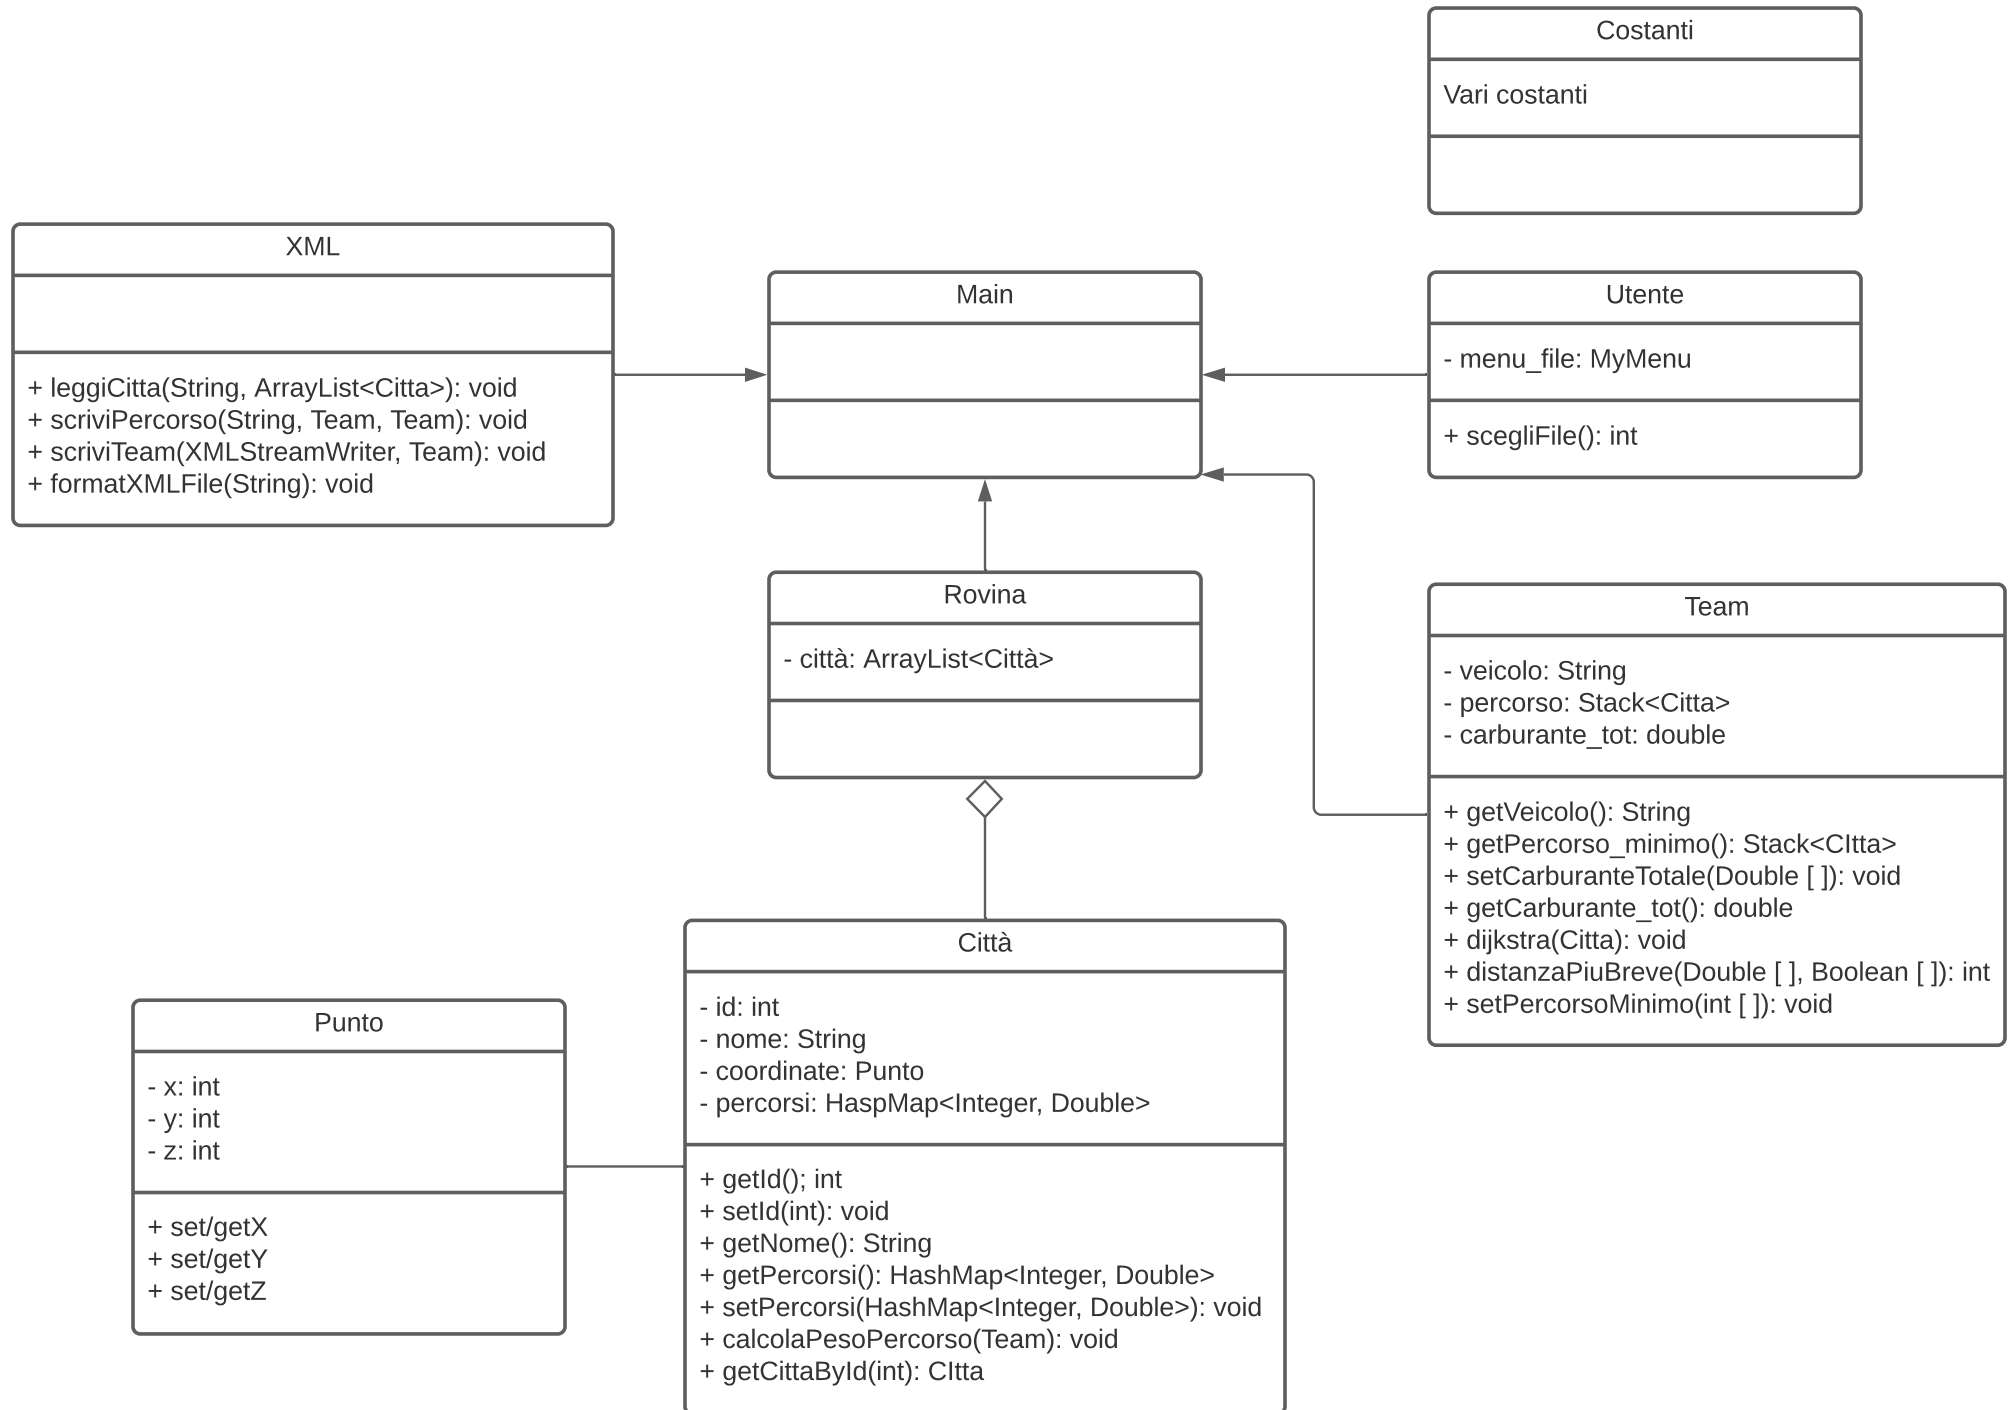 Costanti
Vari costanti
XML
+ leggiCitta(String, ArrayList<Citta>): void
+ scriviPercorso(String, Team, Team): void
+ scriviTeam(XMLStreamWriter, Team): void
+ formatXMLFile(String): void
Main
Utente
- menu_file: MyMenu
+ scegliFile(): int
Rovina
- città: ArrayList<Città>
Team
- veicolo: String
- percorso: Stack<Citta>
- carburante_tot: double
+ getVeicolo(): String
+ getPercorso_minimo(): Stack<CItta>
+ setCarburanteTotale(Double [ ]): void
+ getCarburante_tot(): double
+ dijkstra(Citta): void
+ distanzaPiuBreve(Double [ ], Boolean [ ]): int
+ setPercorsoMinimo(int [ ]): void
Città
- id: int
- nome: String
- coordinate: Punto
- percorsi: HaspMap<Integer, Double>
+ getId(); int
+ setId(int): void
+ getNome(): String
+ getPercorsi(): HashMap<Integer, Double>
+ setPercorsi(HashMap<Integer, Double>): void
+ calcolaPesoPercorso(Team): void
+ getCittaById(int): CItta
Punto
- x: int
- y: int
- z: int
+ set/getX
+ set/getY
+ set/getZ